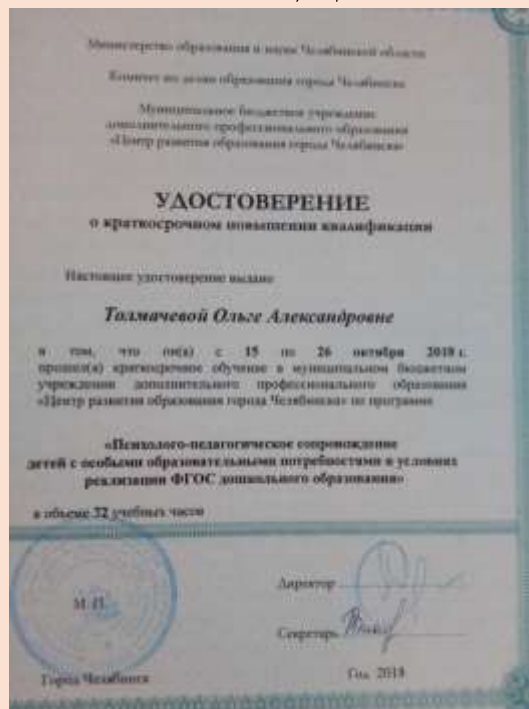 Министерство образования и науки Челябинской области
Комитет по делам образования города Челябинска
Муниципальное бюджетное учреждение
дополнительного профессионального образования
«Центр развития образования города Челябинска»
УДОСТОВЕРЕНИЕ
о краткосрочном повышении квалификации
Настоящее удостоверение выдано
Толмачевой Ольге Александровне
в том, что он(а) с 15 по 26 октября 2018 г.
прошел(а) краткосрочное обучение в муниципальном бюджетном
учреждении дополнительного профессионального образования
«Центр развития образования города Челябинска» по программе
«Психолого-педагогическое сопровождение
детей с особыми образовательными потребностями в условиях
реализации ФГОС дошкольного образования»
в объеме 32 учебных часов
М.П.
Директор
Секретарь
Город Челябинск
Год 2018